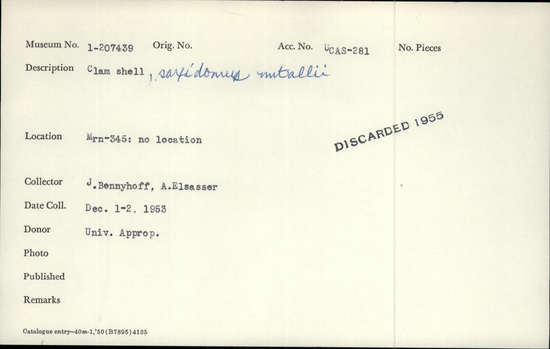 Museum No. 1-207439 Orig. No. Acc. No. UCAS-281 No. Pieces
Description Clam shell, saxidomus nutallii
DISCARDED 1955
Location Mrn-345: no location
Collector J.Bennyhoff, A.Elsasser
Date Coll. Dec. 1-2, 1953
Donor Univ. Approp.
Photo
Published
Remarks
Catalogue entry—40m-1,'50 (B7895) 4135